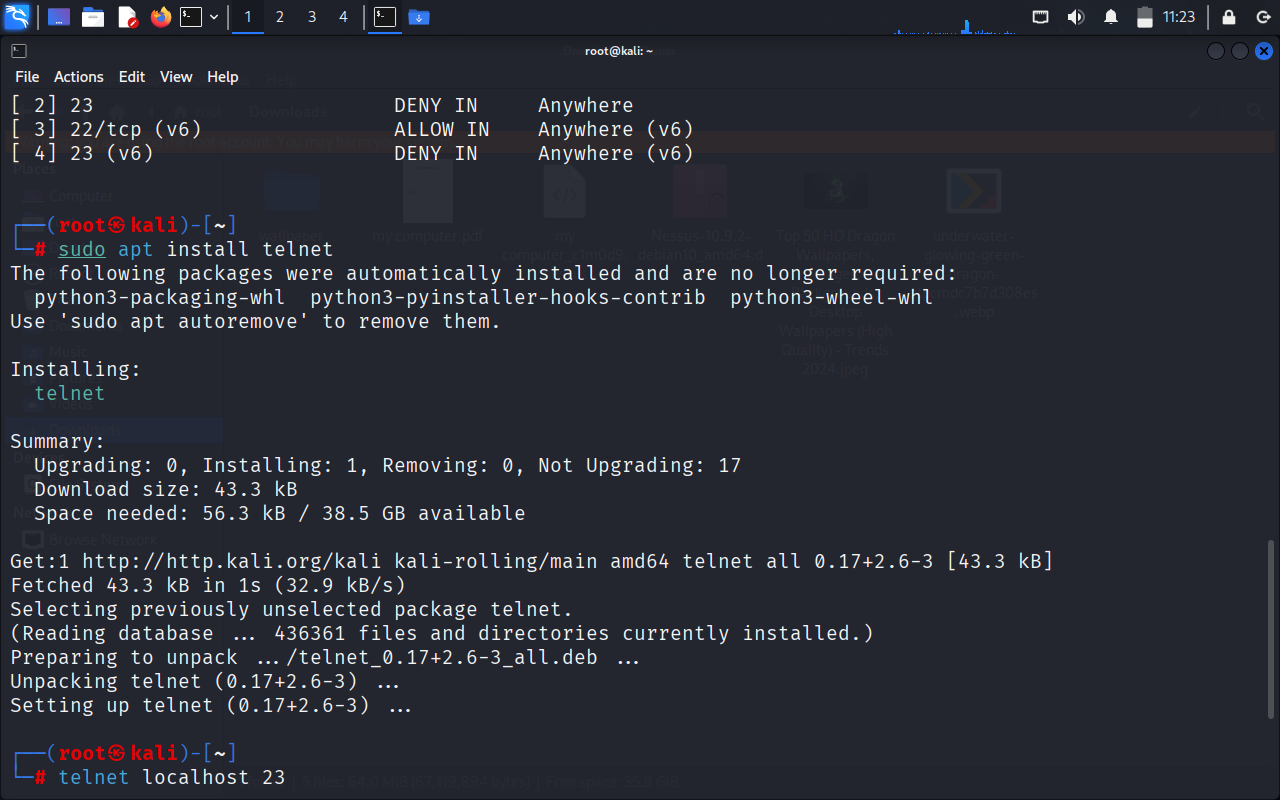 1 2 3 4 11:23
root@kali: ~
File Actions Edit View Help
[ 2] 23 DENY IN Anywhere
[ 3] 22/tcp (v6) ALLOW IN Anywhere (v6)
[ 4] 23 (v6) DENY IN Anywhere (v6)
┌──(root㉿kali)-[~]
└─# sudo apt install telnet
The following packages were automatically installed and are no longer required:
python3-packaging-whl python3-pyinstaller-hooks-contrib python3-wheel-whl
Use 'sudo apt autoremove' to remove them.
Installing:
telnet
Summary:
Upgrading: 0, Installing: 1, Removing: 0, Not Upgrading: 17
Download size: 43.3 kB
Space needed: 56.3 kB / 38.5 GB available
Get:1 http://http.kali.org/kali kali-rolling/main amd64 telnet all 0.17+2.6-3 [43.3 kB]
Fetched 43.3 kB in 1s (32.9 kB/s)
Selecting previously unselected package telnet.
(Reading database ... 436361 files and directories currently installed.)
Preparing to unpack .../telnet_0.17+2.6-3_all.deb ...
Unpacking telnet (0.17+2.6-3) ...
Setting up telnet (0.17+2.6-3) ...
┌──(root㉿kali)-[~]
└─# telnet localhost 23